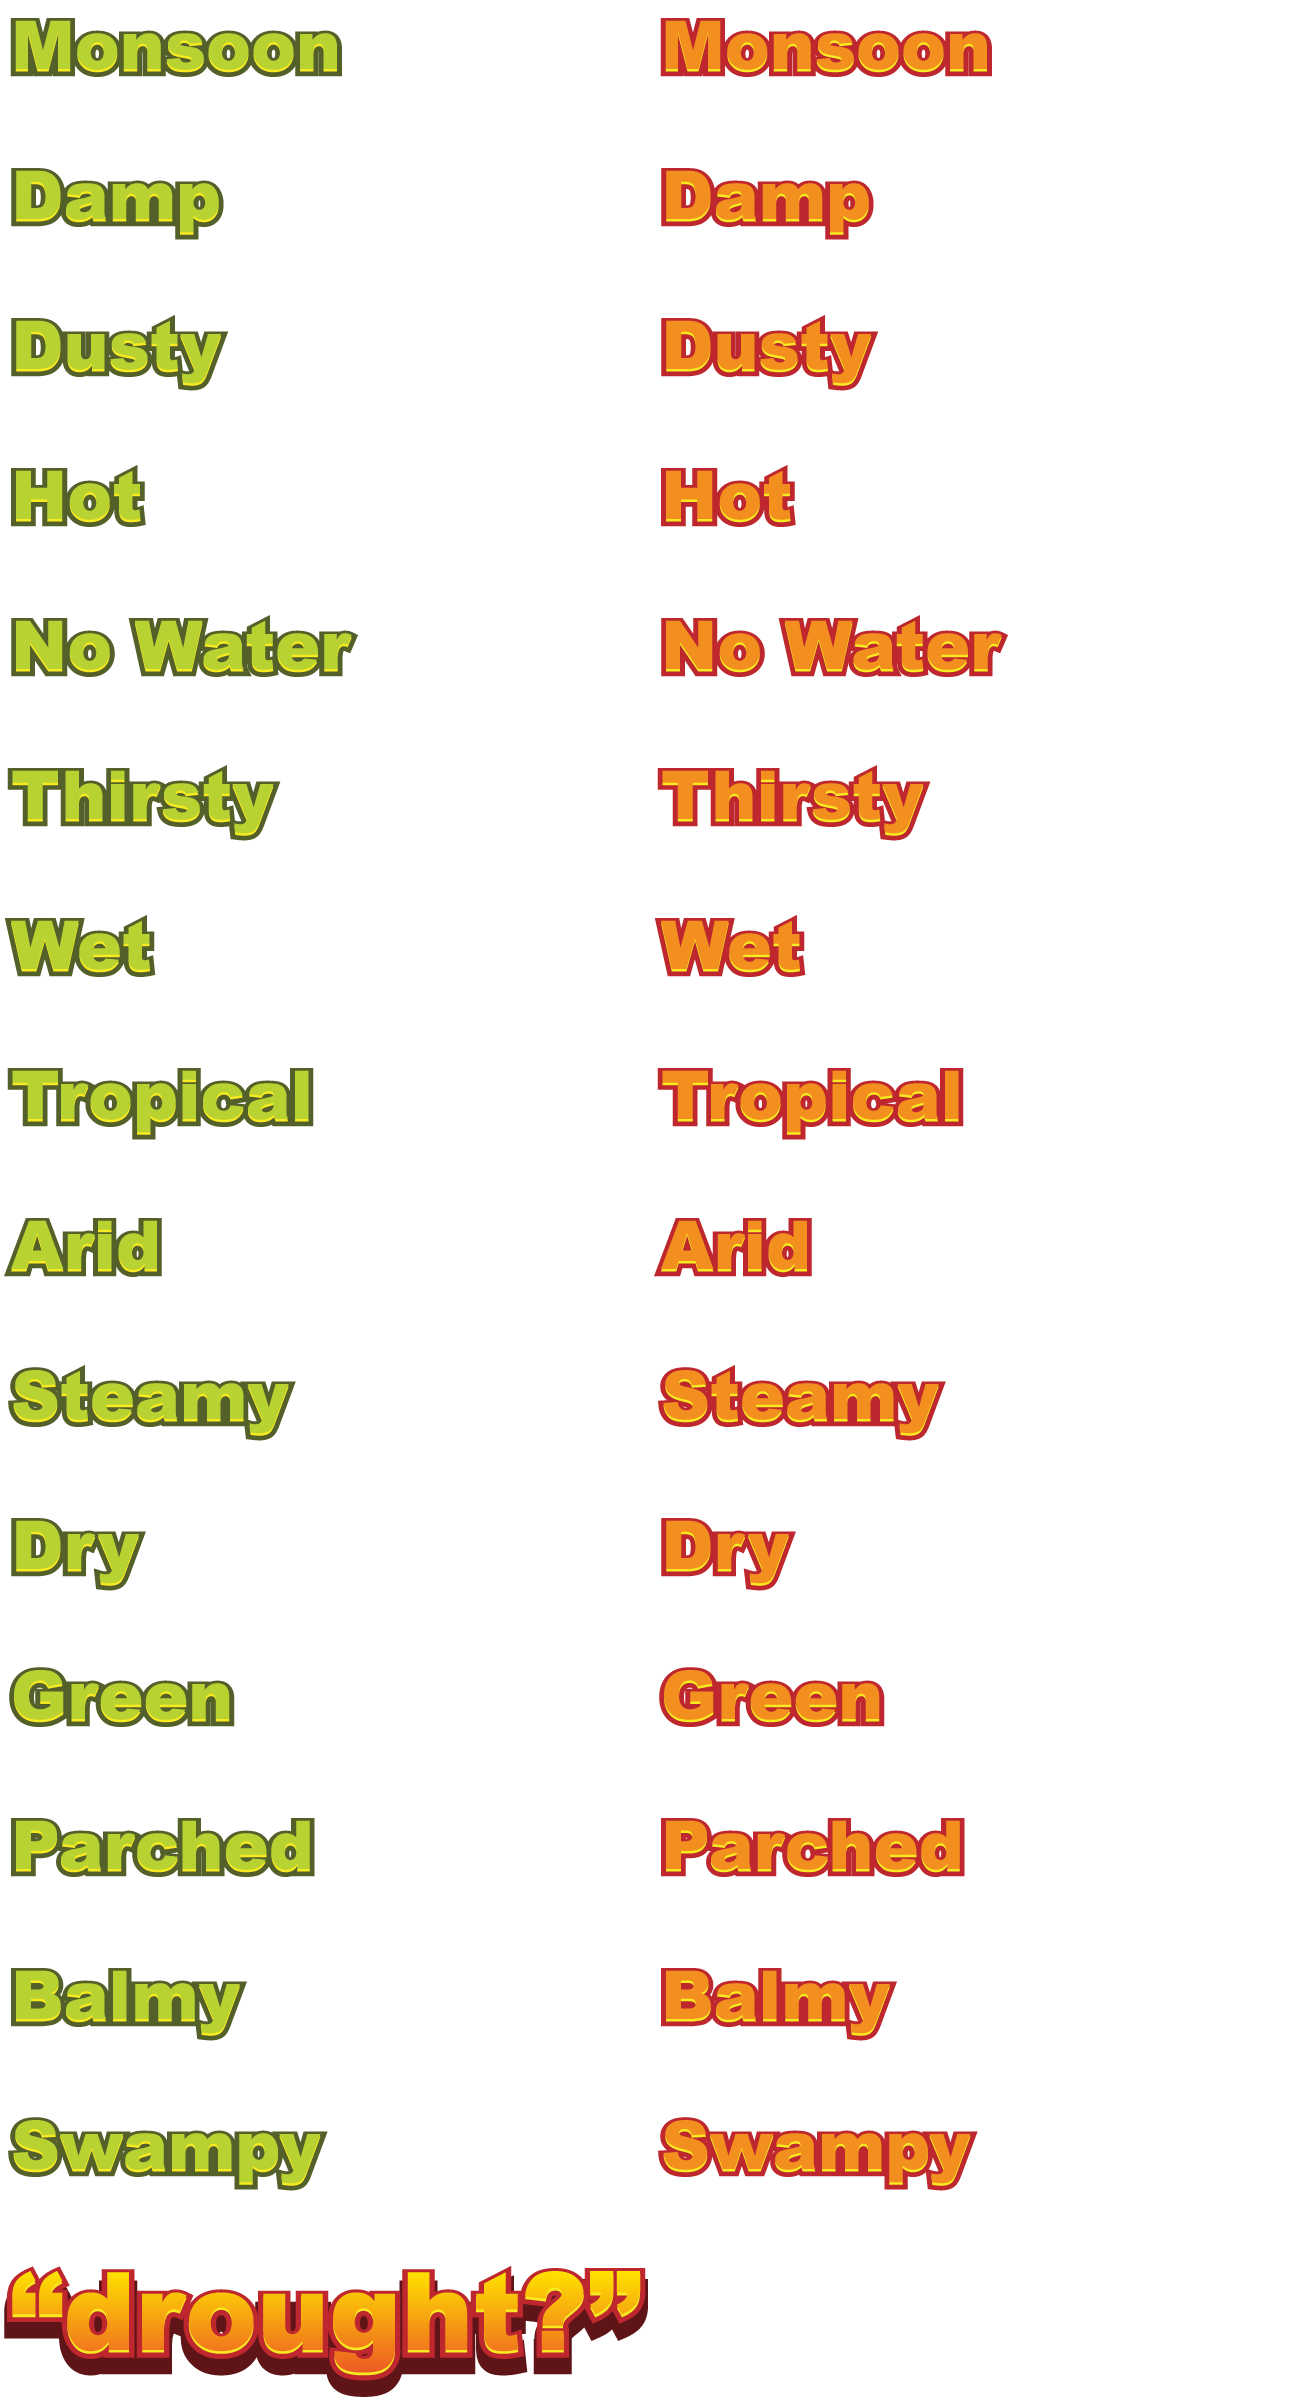 Monsoon Monsoon
Damp Damp
Dusty Dusty
Hot Hot
No Water No Water
Thirsty Thirsty
Wet Wet
Tropical Tropical
Arid Arid
Steamy Steamy
Dry Dry
Green Green
Parched Parched
Balmy Balmy
Swampy Swampy
“drought?”